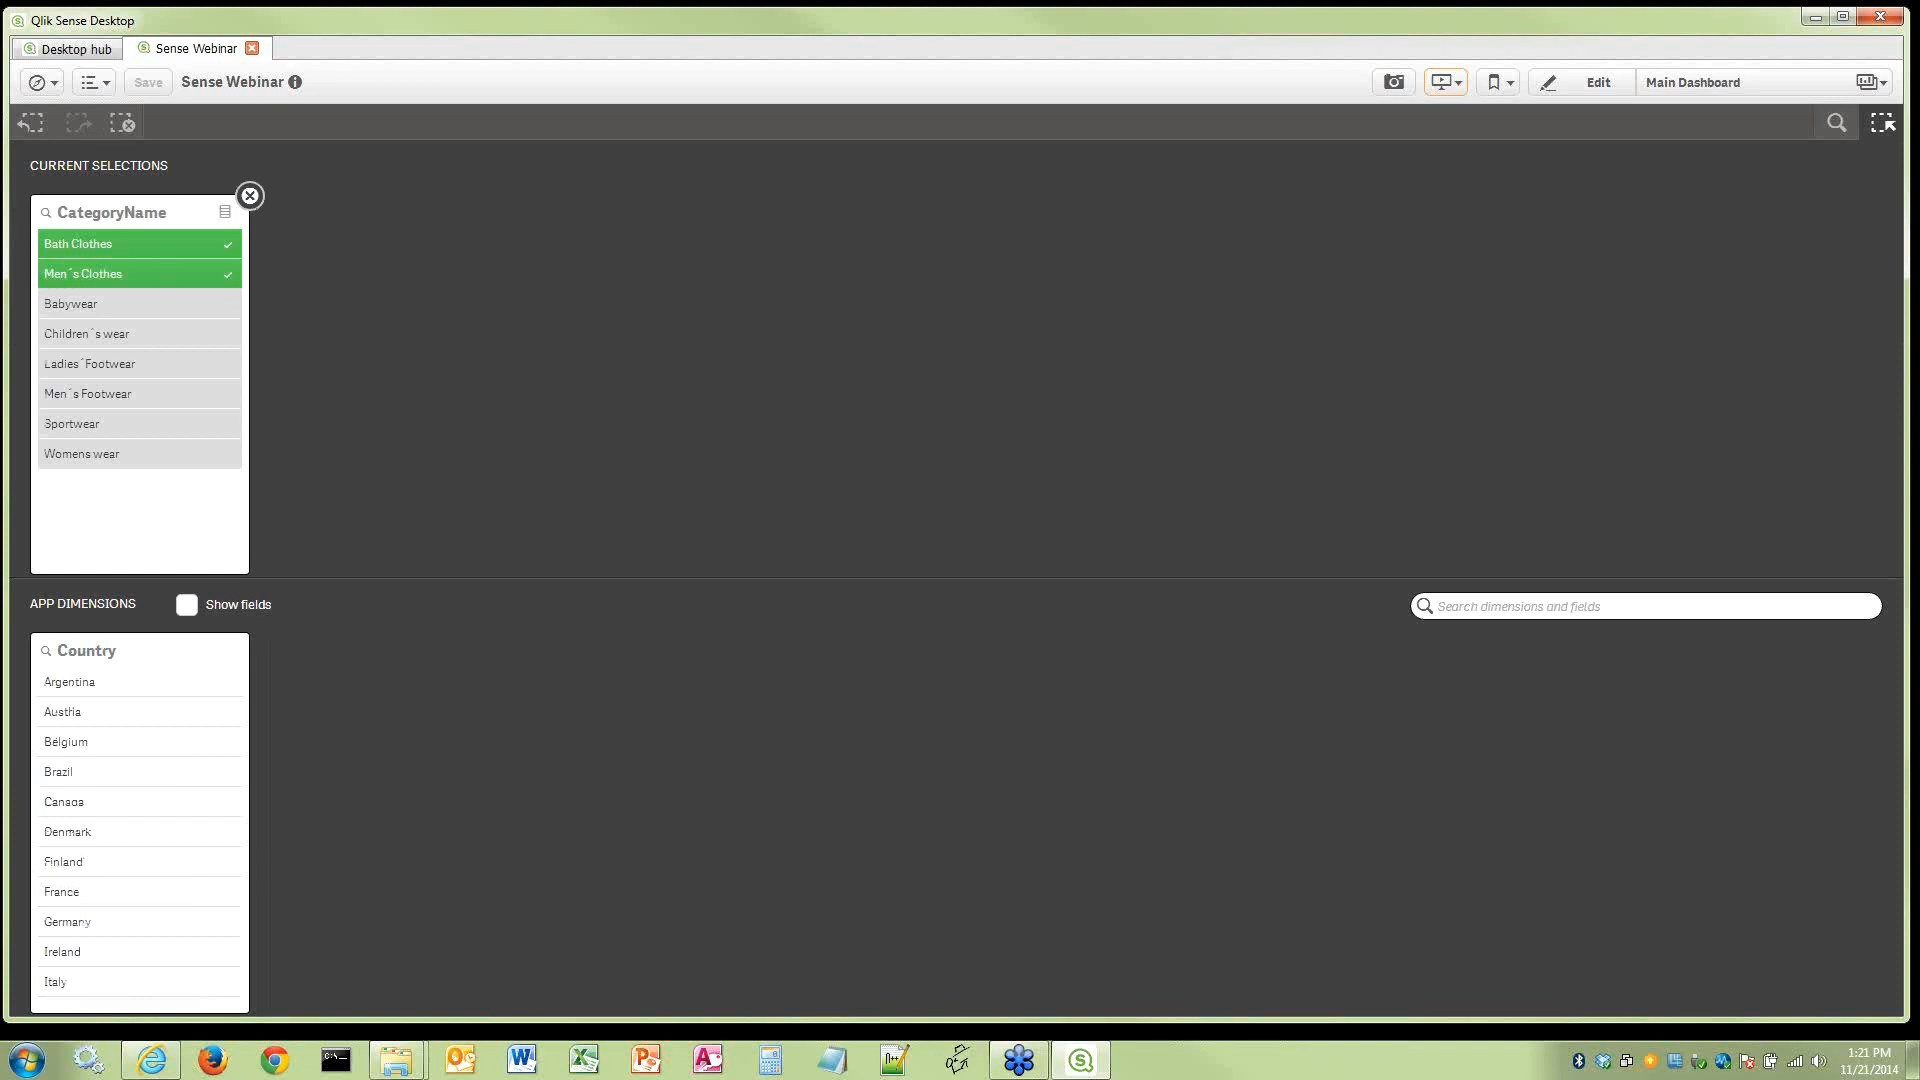 Qlik Sense Desktop
Desktop hub
Sense Webinar
Save
Sense Webinar
Edit
Main Dashboard
CURRENT SELECTIONS
CategoryName
Bath Clothes
Men´s Clothes
Babywear
Children´s wear
Ladies´Footwear
Men´s Footwear
Sportwear
Womens wear
APP DIMENSIONS
Show fields
Search dimensions and fields
Country
Argentina
Austria
Belgium
Brazil
Canada
Denmark
Finland
France
Germany
Ireland
Italy
1:21 PM
11/21/2014